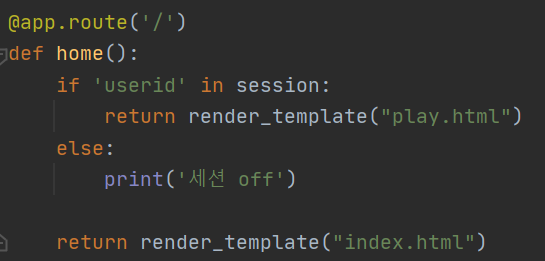 @app.route('/')
def home():
    if 'userid' in session:
        return render_template("play.html")
    else:
        print('세션 off')

    return render_template("index.html")